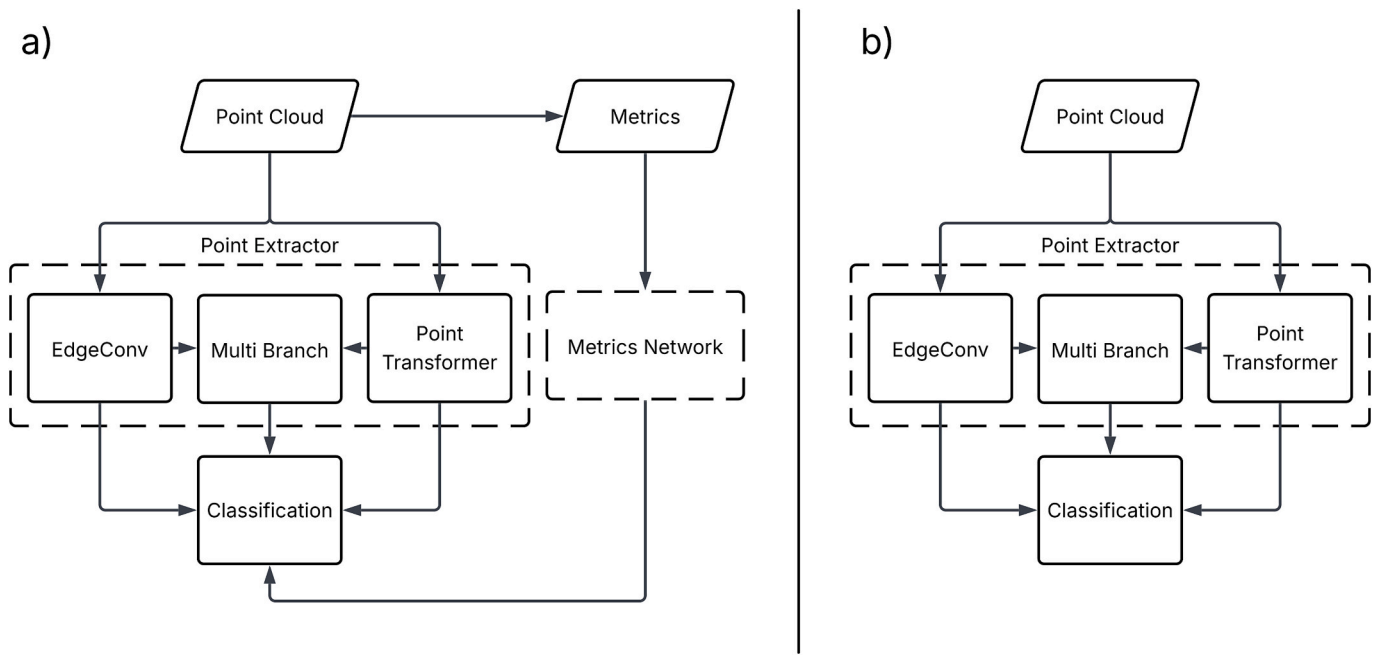 a)
Point Cloud
Metrics
Point Extractor
EdgeConv
Multi Branch
Point
Transformer
Metrics Network
Classification
b)
Point Cloud
Point Extractor
EdgeConv
Multi Branch
Point
Transformer
Classification